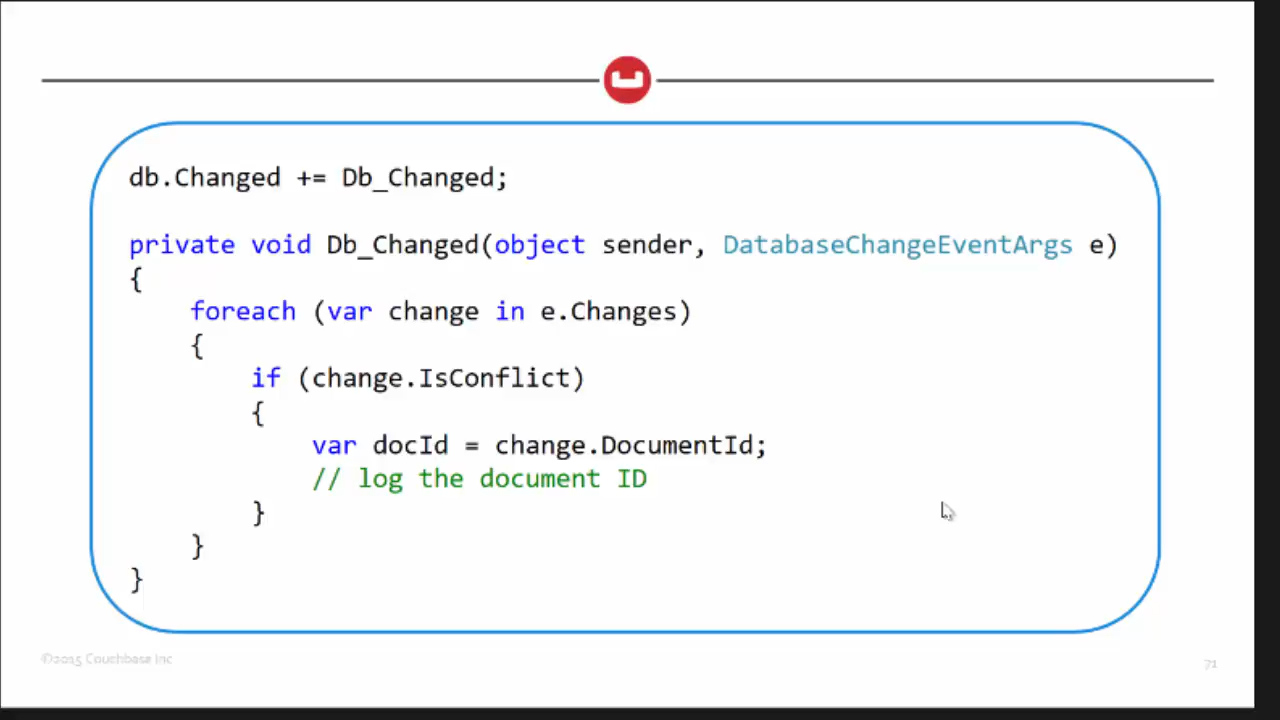 db.Changed += Db_Changed;
private void Db_Changed(object sender, DatabaseChangeEventArgs e)
{
    foreach (var change in e.Changes)
    {
        if (change.IsConflict)
        {
            var docId = change.DocumentId;
            // log the document ID
        }
    }
}
©2015 Couchbase Inc
71